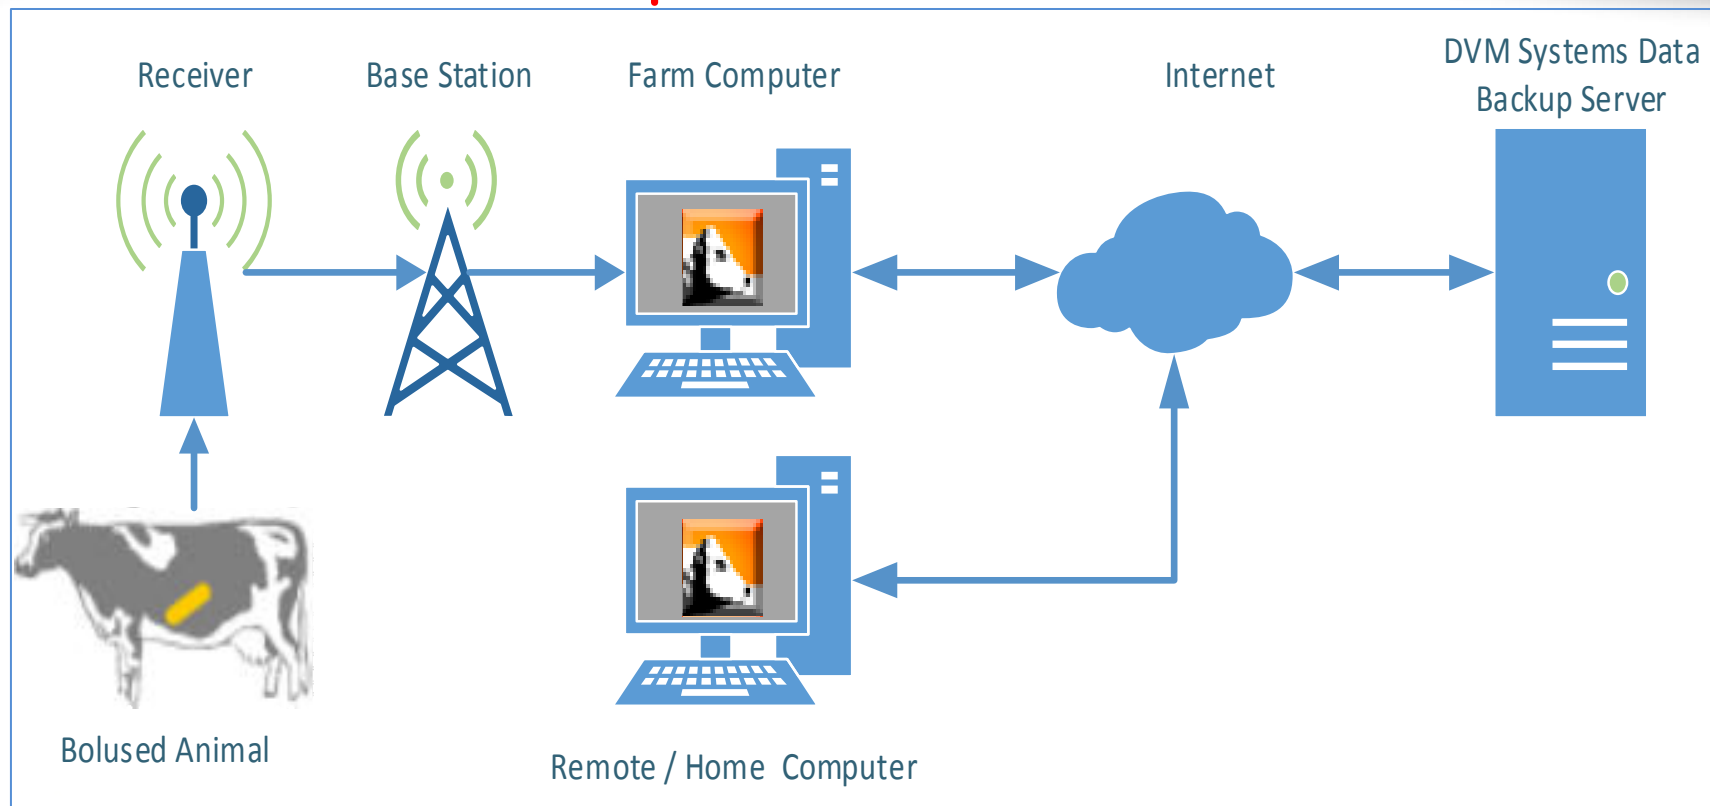 Receiver
Base Station
Farm Computer
Internet
DVM Systems Data
Backup Server
Bolused Animal
Remote / Home Computer